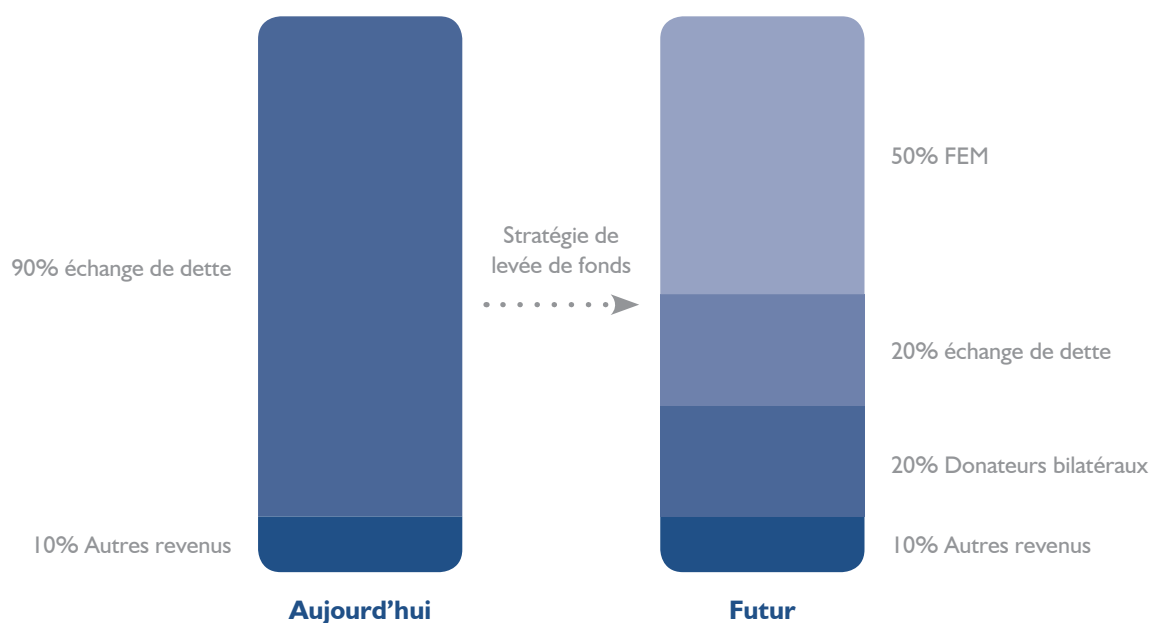 90% échange de dette
10% Autres revenus
Aujourd'hui
Stratégie de
levée de fonds
50% FEM
20% échange de dette
20% Donateurs bilatéraux
10% Autres revenus
Futur